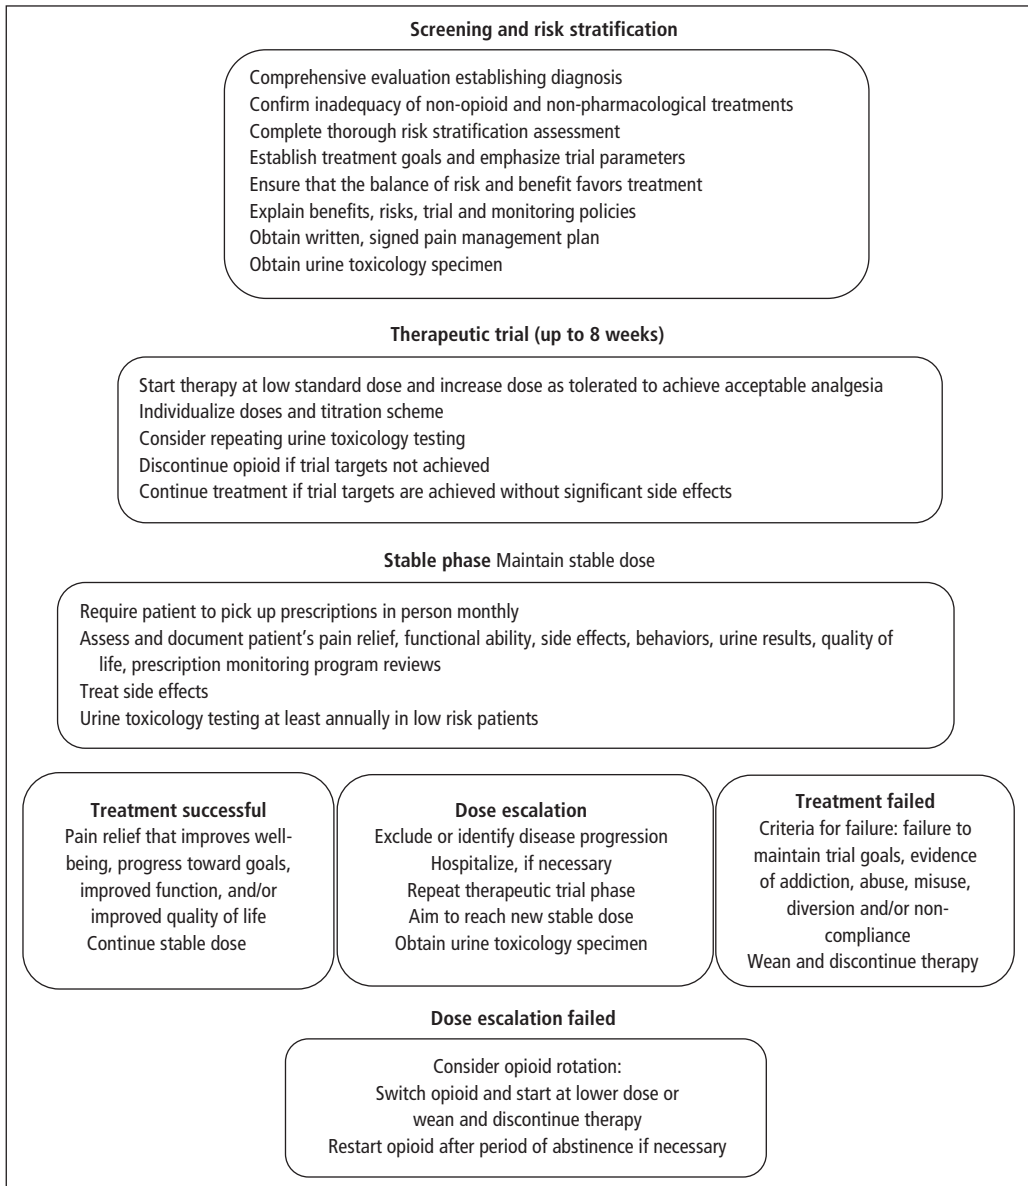 Screening and risk stratification
Comprehensive evaluation establishing diagnosis
Confirm inadequacy of non-opioid and non-pharmacological treatments
Complete thorough risk stratification assessment
Establish treatment goals and emphasize trial parameters
Ensure that the balance of risk and benefit favors treatment
Explain benefits, risks, trial and monitoring policies
Obtain written, signed pain management plan
Obtain urine toxicology specimen
Therapeutic trial (up to 8 weeks)
Start therapy at low standard dose and increase dose as tolerated to achieve acceptable analgesia
Individualize doses and titration scheme
Consider repeating urine toxicology testing
Discontinue opioid if trial targets not achieved
Continue treatment if trial targets are achieved without significant side effects
Stable phase Maintain stable dose
Require patient to pick up prescriptions in person monthly
Assess and document patient's pain relief, functional ability, side effects, behaviors, urine results, quality of
life, prescription monitoring program reviews
Treat side effects
Urine toxicology testing at least annually in low risk patients
Treatment successful
Pain relief that improves well-
being, progress toward goals,
improved function, and/or
improved quality of life
Continue stable dose
Dose escalation
Exclude or identify disease progression
Hospitalize, if necessary
Repeat therapeutic trial phase
Aim to reach new stable dose
Obtain urine toxicology specimen
Treatment failed
Criteria for failure: failure to
maintain trial goals, evidence
of addiction, abuse, misuse,
diversion and/or non-
compliance
Wean and discontinue therapy
Dose escalation failed
Consider opioid rotation:
Switch opioid and start at lower dose or
wean and discontinue therapy
Restart opioid after period of abstinence if necessary